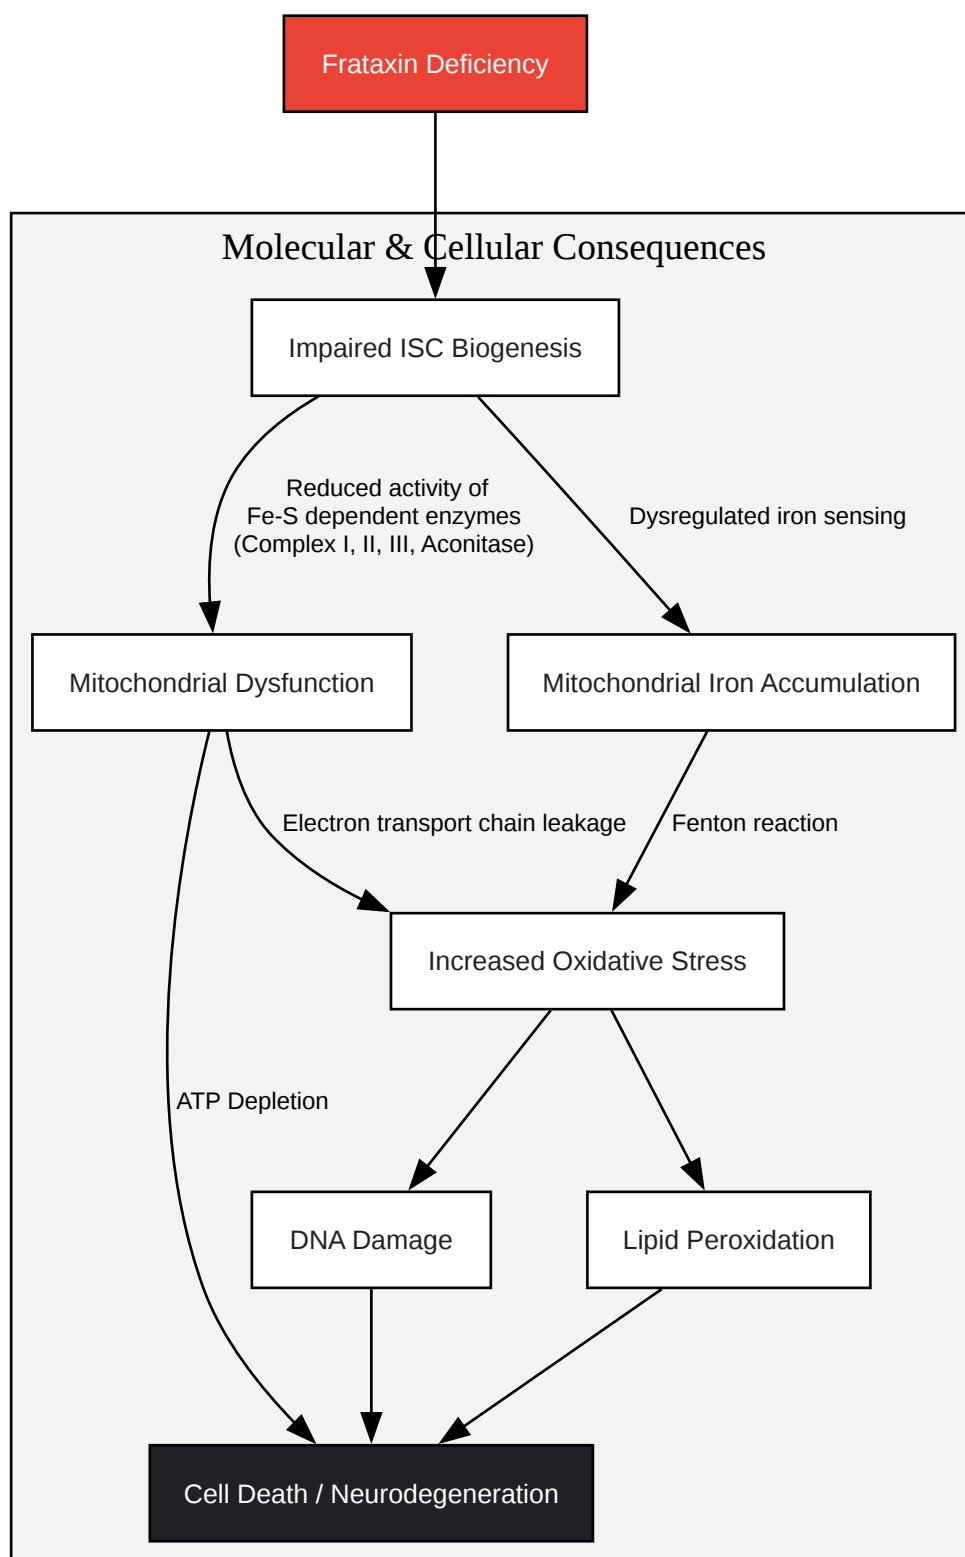 Frataxin Deficiency
Molecular & Cellular Consequences
Impaired ISC Biogenesis
Reduced activity of
Fe-S dependent enzymes
(Complex I, II, III, Aconitase)
Dysregulated iron sensing
Mitochondrial Dysfunction
Mitochondrial Iron Accumulation
Electron transport chain leakage
Fenton reaction
Increased Oxidative Stress
ATP Depletion
DNA Damage
Lipid Peroxidation
Cell Death / Neurodegeneration